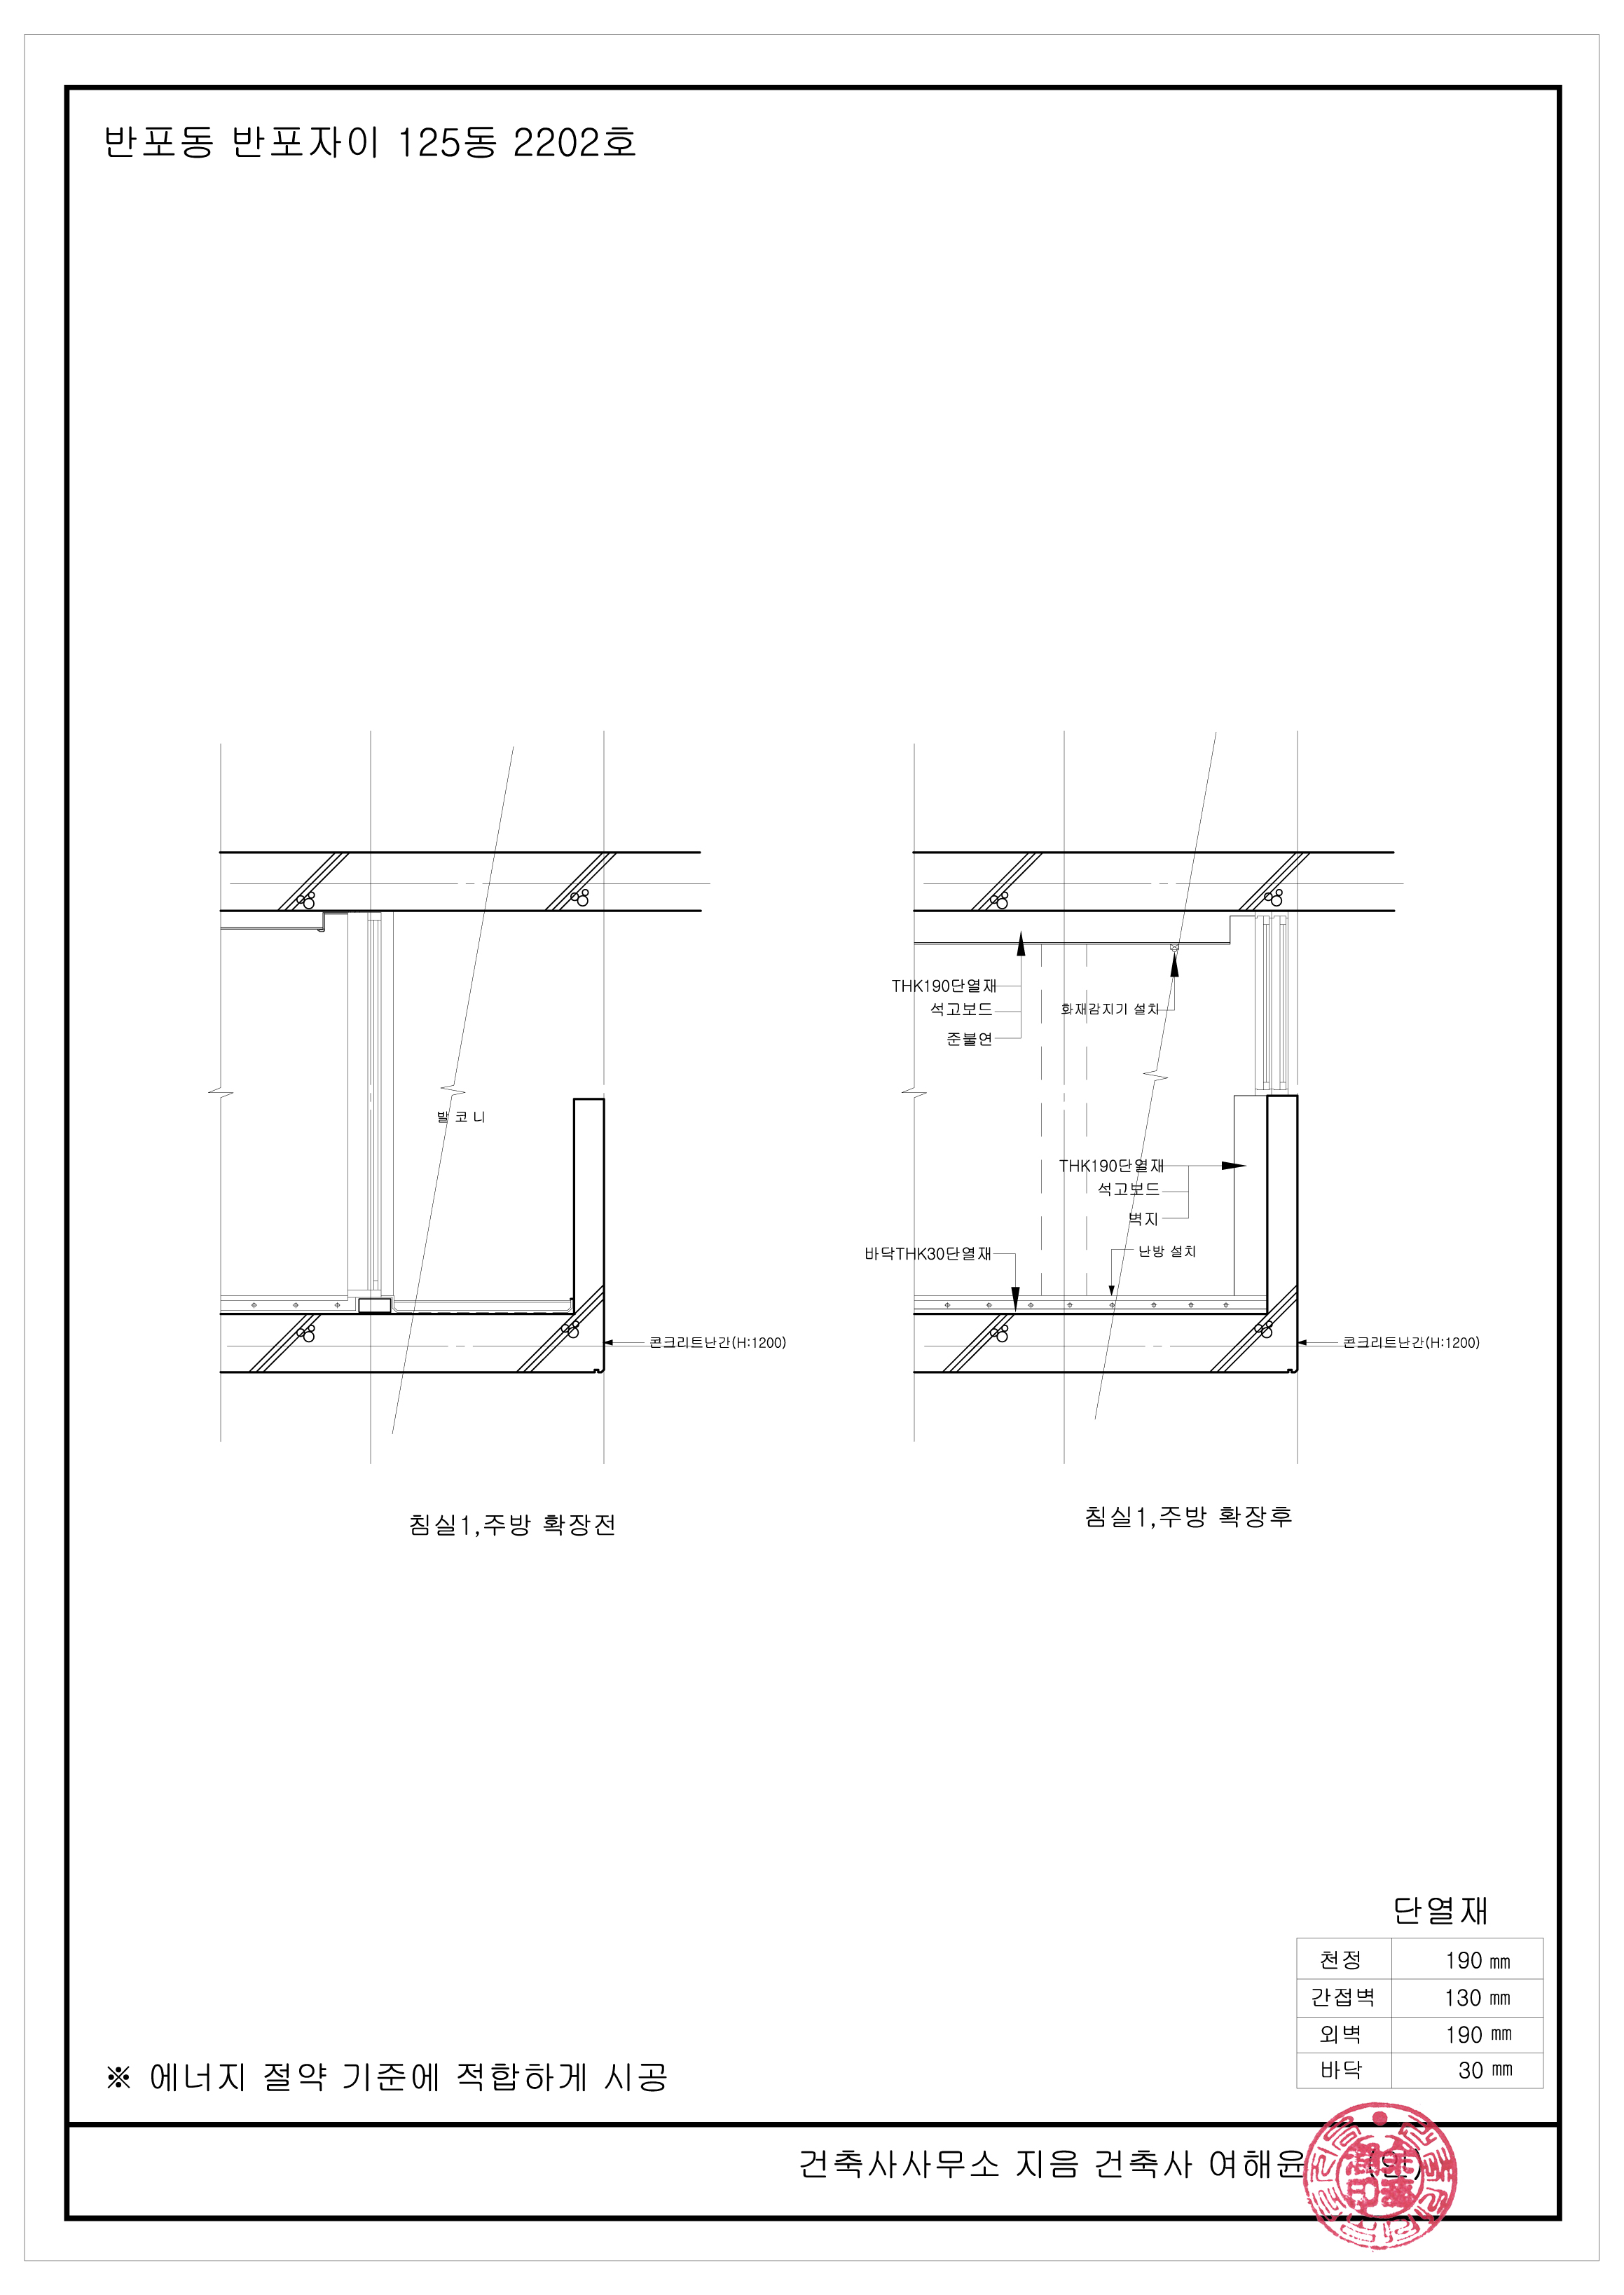 반포동 반포자이 125동 2202호
발 코 니
콘크리트난간(H:1200)
침실1,주방 확장전
THK190단열재
석고보드
준불연
화재감지기 설치
THK190단열재
석고보드
벽지
바닥THK30단열재
난방 설치
콘크리트난간(H:1200)
침실1,주방 확장후
단열재
천정 190 ㎜
간접벽 130 ㎜
외벽 190 ㎜
바닥 30 ㎜
※ 에너지 절약 기준에 적합하게 시공
건축사사무소 지음 건축사 여해윤 (인)